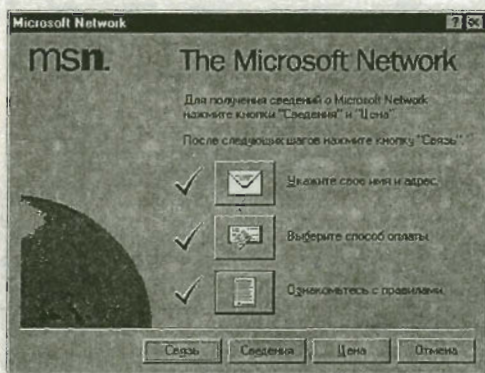 Microsoft Network
msn.
The Microsoft Network
Для получения сведений о Microsoft Network
нажмите кнопки "Сведения" и "Цена"
После следующих шагов нажмите кнопку "Связь".
Укажите свое имя и адрес.
Выберите способ оплаты.
Ознакомьтесь с правилами.
Связь Сведения Цена Отмена